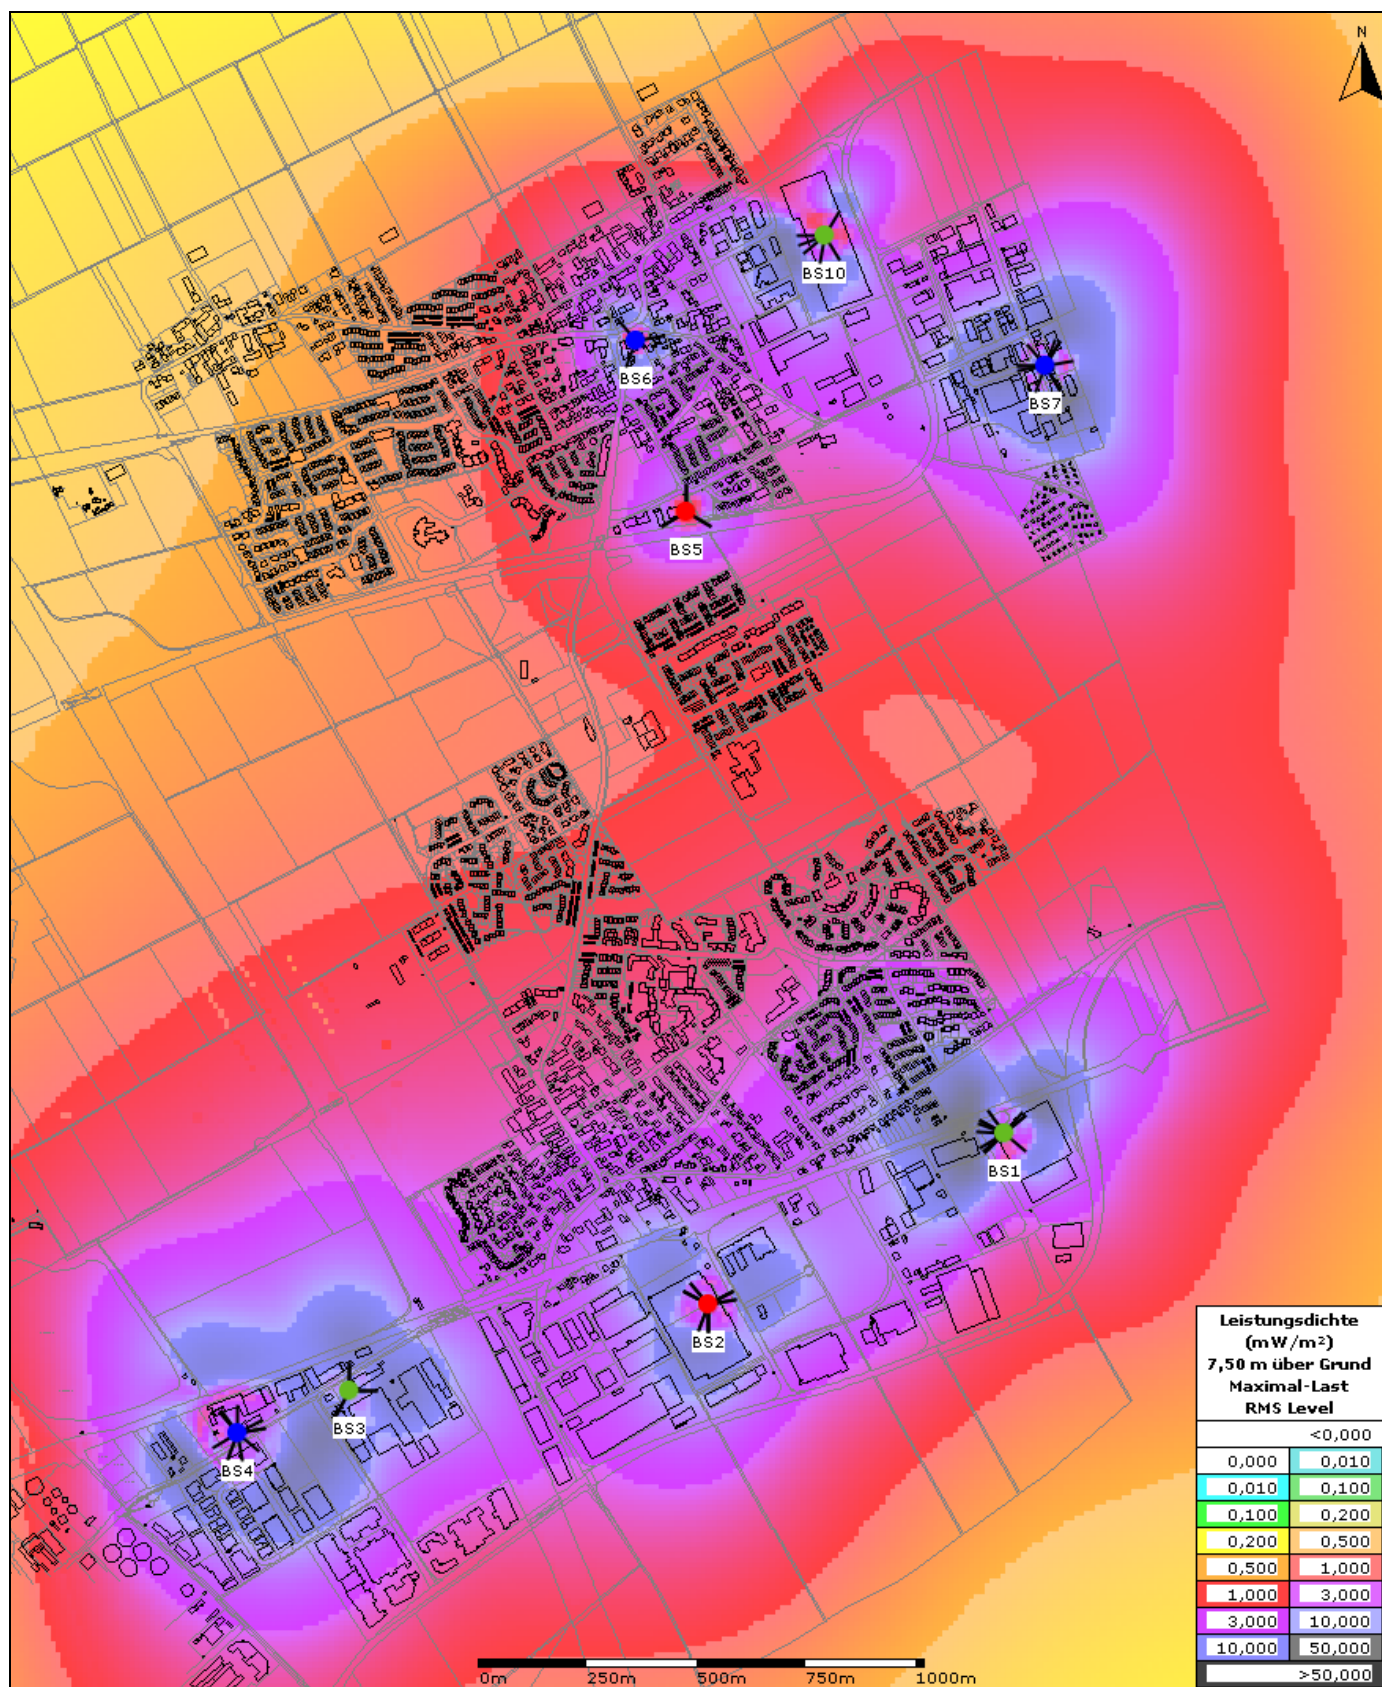 N
BS10
BS6
BS7
BS5
BS1
BS2
BS3
BS4
Leistungsdichte
(mW/m²)
7,50 m über Grund
Maximal-Last
RMS Level
<0,000
0,000 0,010
0,010 0,100
0,100 0,200
0,200 0,500
0,500 1,000
1,000 3,000
3,000 10,000
10,000 50,000
>50,000
0m 250m 500m 750m 1000m